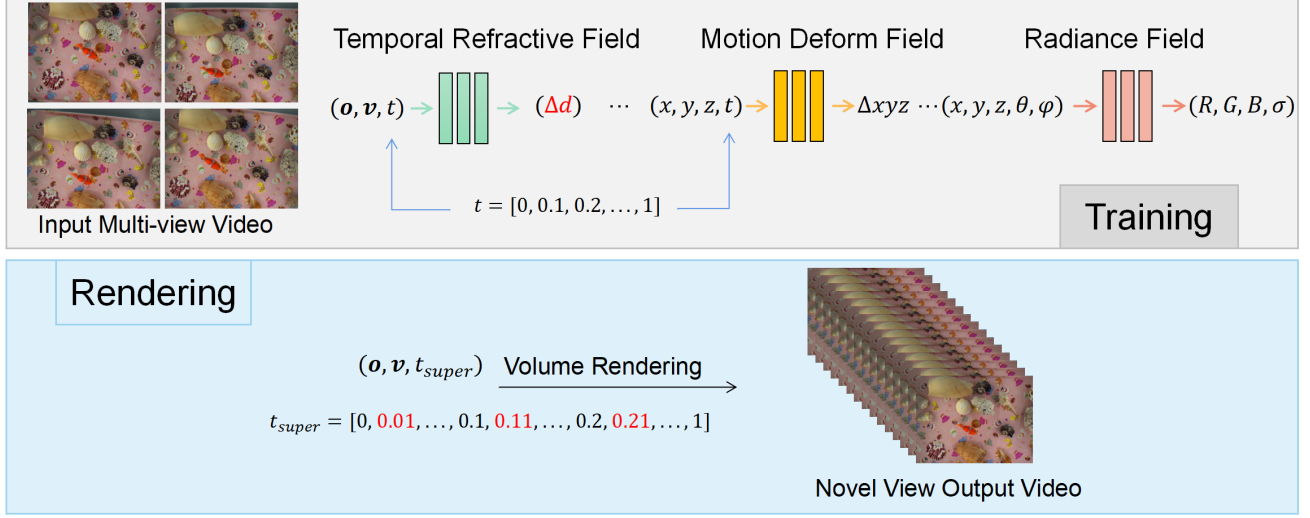 Temporal Refractive Field
Motion Deform Field
Radiance Field
(o, v, t)
(Δd)
⋯
(x, y, z, t)
Δxyz
⋯
(x, y, z, θ, φ)
(R, G, B, σ)
t = [0, 0.1, 0.2, …, 1]
Input Multi-view Video
Training
Rendering
(o, v, t_super)
Volume Rendering
t_super = [0, 0.01, …, 0.1, 0.11, …, 0.2, 0.21, …, 1]
Novel View Output Video